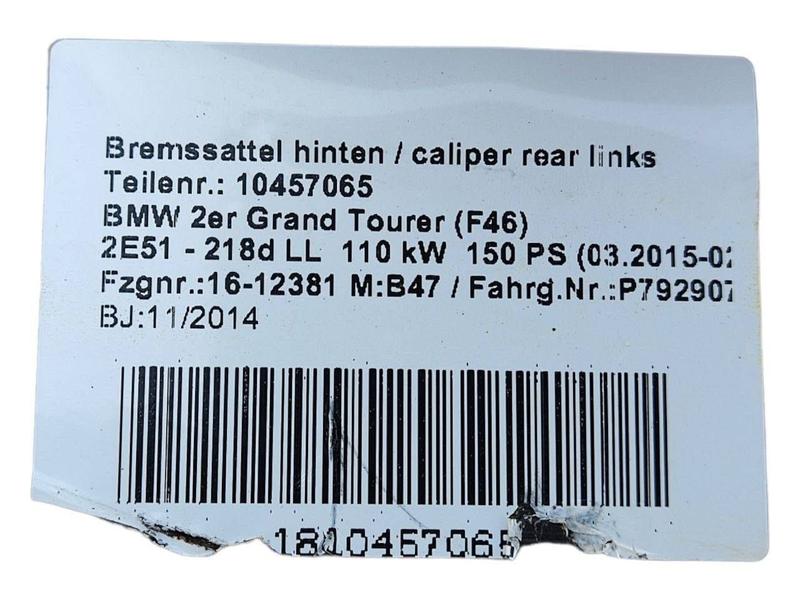 Bremssattel hinten / caliper rear links
Teilenr.: 10457065
BMW 2er Grand Tourer (F46)
2E51 - 218d LL 110 kW 150 PS (03.2015-02
Fzgnr.:16-12381 M:B47 / Fahrg.Nr.:P792907
BJ:11/2014
1810457065